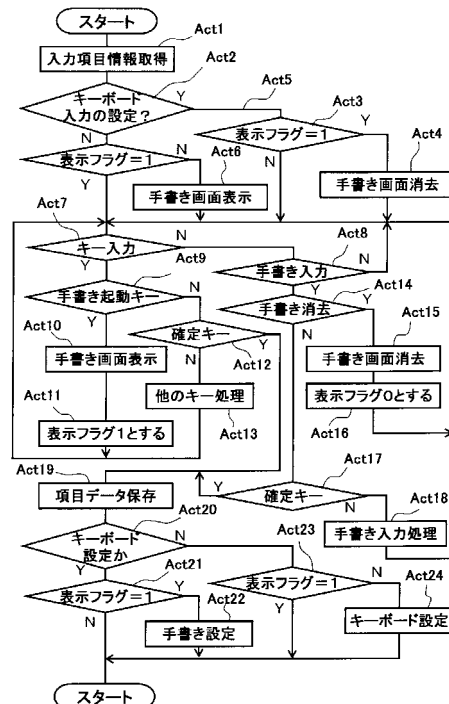 スタート
Act1
入力項目情報取得
Act2
キーボード
入力の設定?
Y
Act5
N
Act3
表示フラグ=1
Y
N
Act4
手書き画面消去
表示フラグ=1
N
Y
Act6
手書き画面表示
Act7
キー入力
N
Y
Act8
手書き入力
N
Y
Act9
手書き起動キー
N
Y
Act14
手書き消去
Y
N
Act10
手書き画面表示
確定キー
Y
N
Act12
Act15
手書き画面消去
他のキー処理
Act13
表示フラグ0とする
Act16
Act11
表示フラグ1とする
Act17
確定キー
Y
N
Act18
手書き入力処理
Act19
項目データ保存
Act20
キーボード
設定か
N
Y
Act23
表示フラグ=1
N
Y
Act21
表示フラグ=1
Y
N
Act22
手書き設定
Act24
キーボード設定
スタート